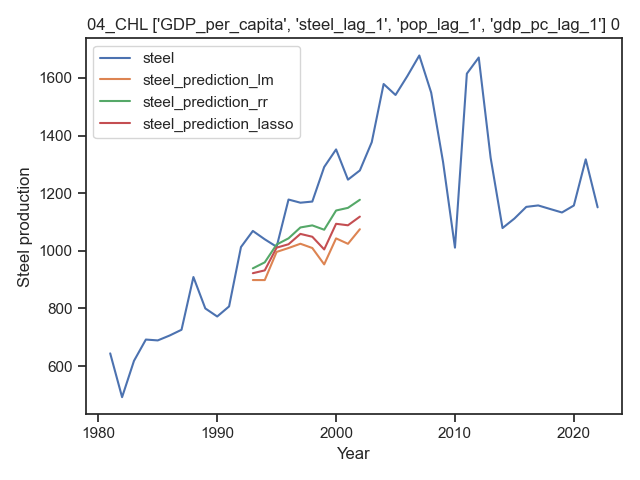 04_CHL ['GDP_per_capita', 'steel_lag_1', 'pop_lag_1', 'gdp_pc_lag_1'] 0
steel
steel_prediction_lm
steel_prediction_rr
steel_prediction_lasso
Steel production
1600
1400
1200
1000
800
600
1980
1990
2000
2010
2020
Year